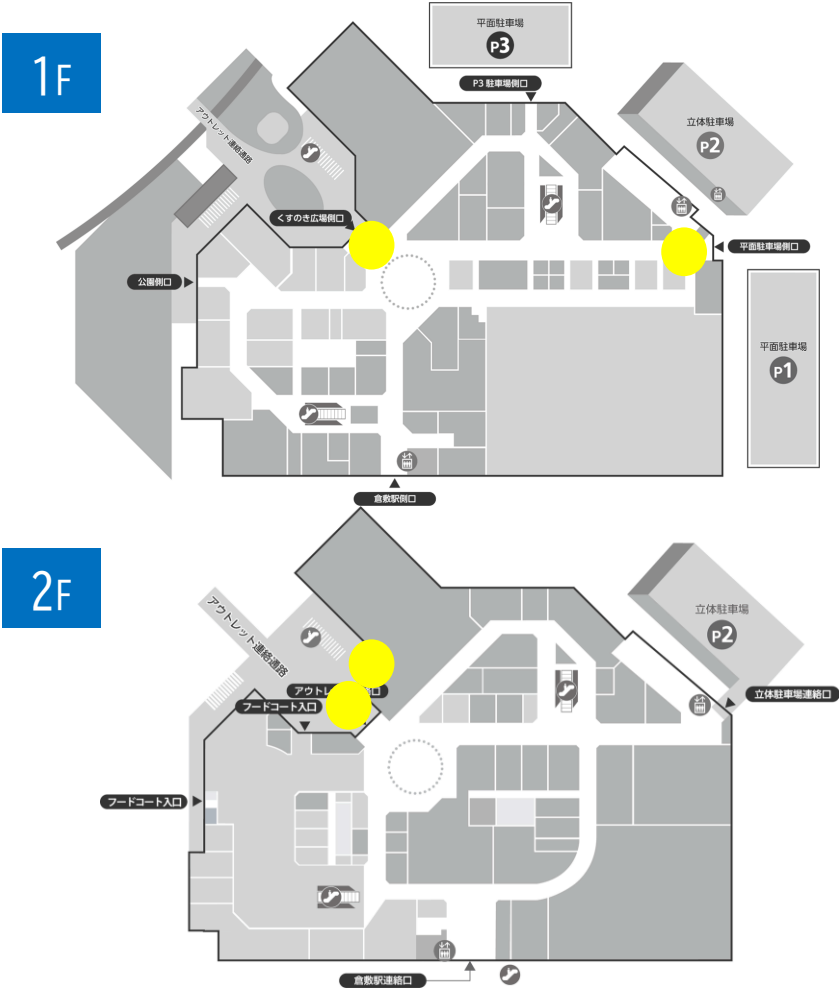 1F
平面駐車場
P3
P3 駐車場側口
立体駐車場
P2
アウトレット連絡通路
くすのき広場側口
平面駐車場側口
公園側口
平面駐車場
P1
倉敷駅側口
2F
立体駐車場
P2
アウトレット連絡通路
アウトレ
口
フードコート入口
立体駐車場連絡口
フードコート入口
倉敷駅連絡口